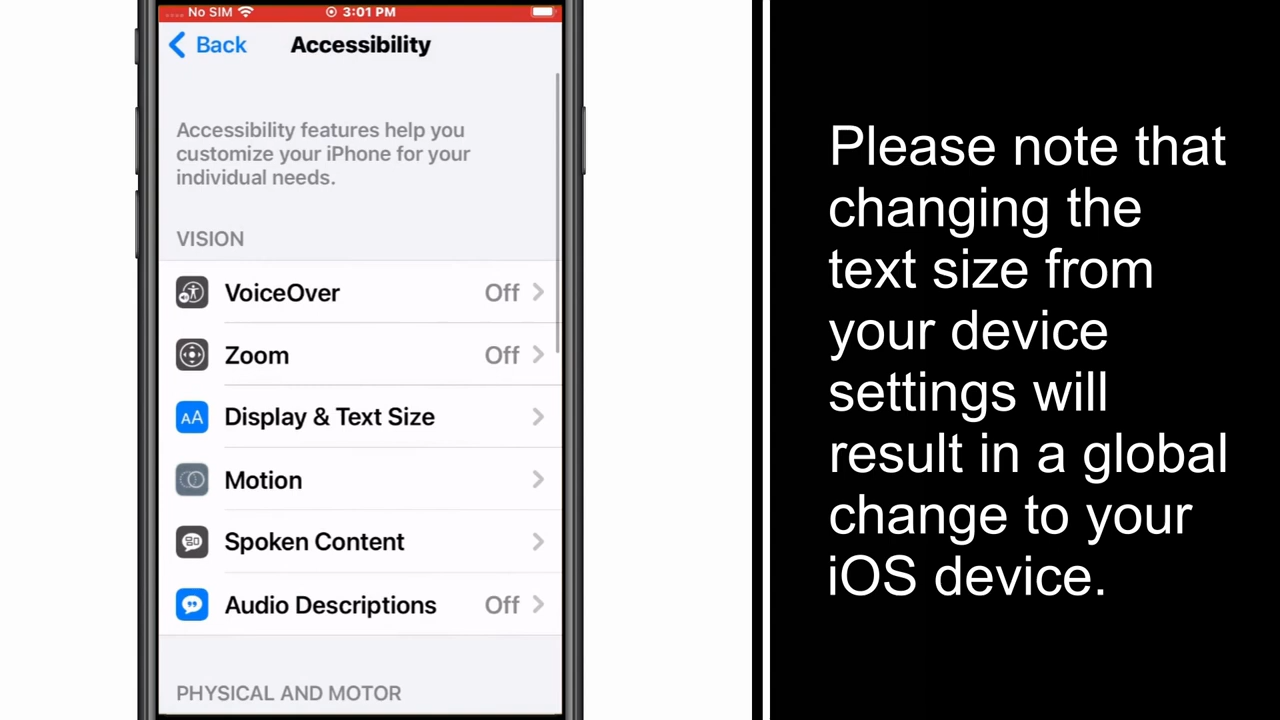 No SIM 3:01 PM
Back Accessibility
Accessibility features help you
customize your iPhone for your
individual needs.
VISION
VoiceOver Off
Zoom Off
AA Display & Text Size
Motion
Spoken Content
Audio Descriptions Off
PHYSICAL AND MOTOR
Please note that
changing the
text size from
your device
settings will
result in a global
change to your
iOS device.